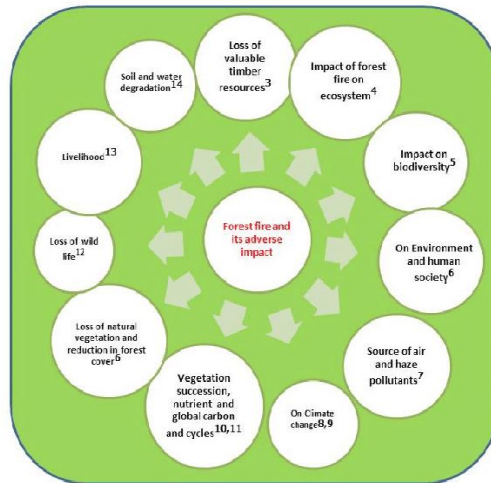 Loss of
valuable
timber
resources3
Impact of forest
fire on
ecosystem4
Impact on
biodiversity5
On Environment
and human
society6
Source of air
and haze
pollutants7
On Climate
change8,9
Vegetation
succession,
nutrient and
global carbon
and cycles10,11
Loss of natural
vegetation and
reduction in forest
cover6
Loss of wild
life12
Livelihood13
Soil and water
degradation14
Forest fire and
its adverse
impact